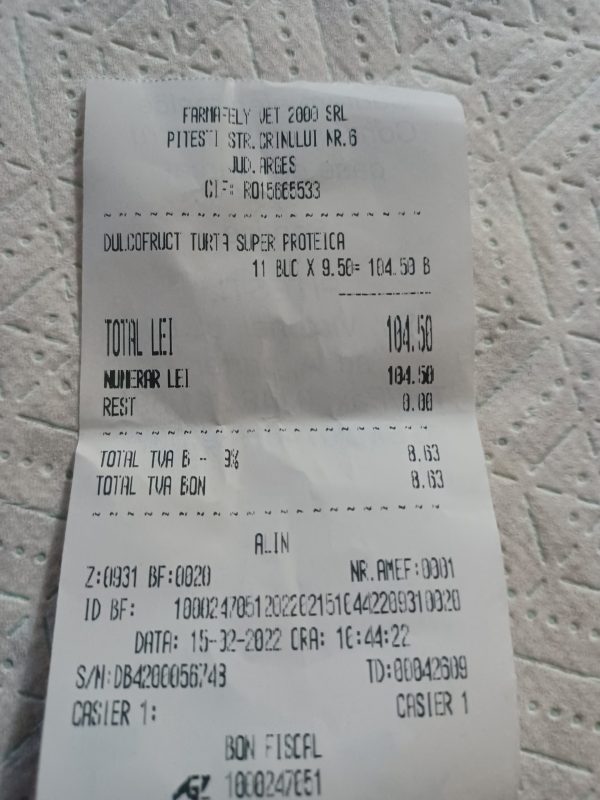 FARMAFELY VET 2000 SRL
PITESTI STR.CRINULUI NR.6
JUD.ARGES
CIF: RO15665533
DULCOFRUCT TURTA SUPER PROTEICA
11 BUC X 9.50= 104.50 B
TOTAL LEI 104.50
NUMERAR LEI 104.50
REST 0.00
TOTAL TVA B - 9% 8.63
TOTAL TVA BON 8.63
ALIN
Z:0931 BF:0020 NR.AMEF:0001
ID BF: 10002470512022021510442209310020
DATA: 15-02-2022 ORA: 10:44:22
S/N:DB4200056743 TD:00042609
CASIER 1: CASIER 1
BON FISCAL
1000247051